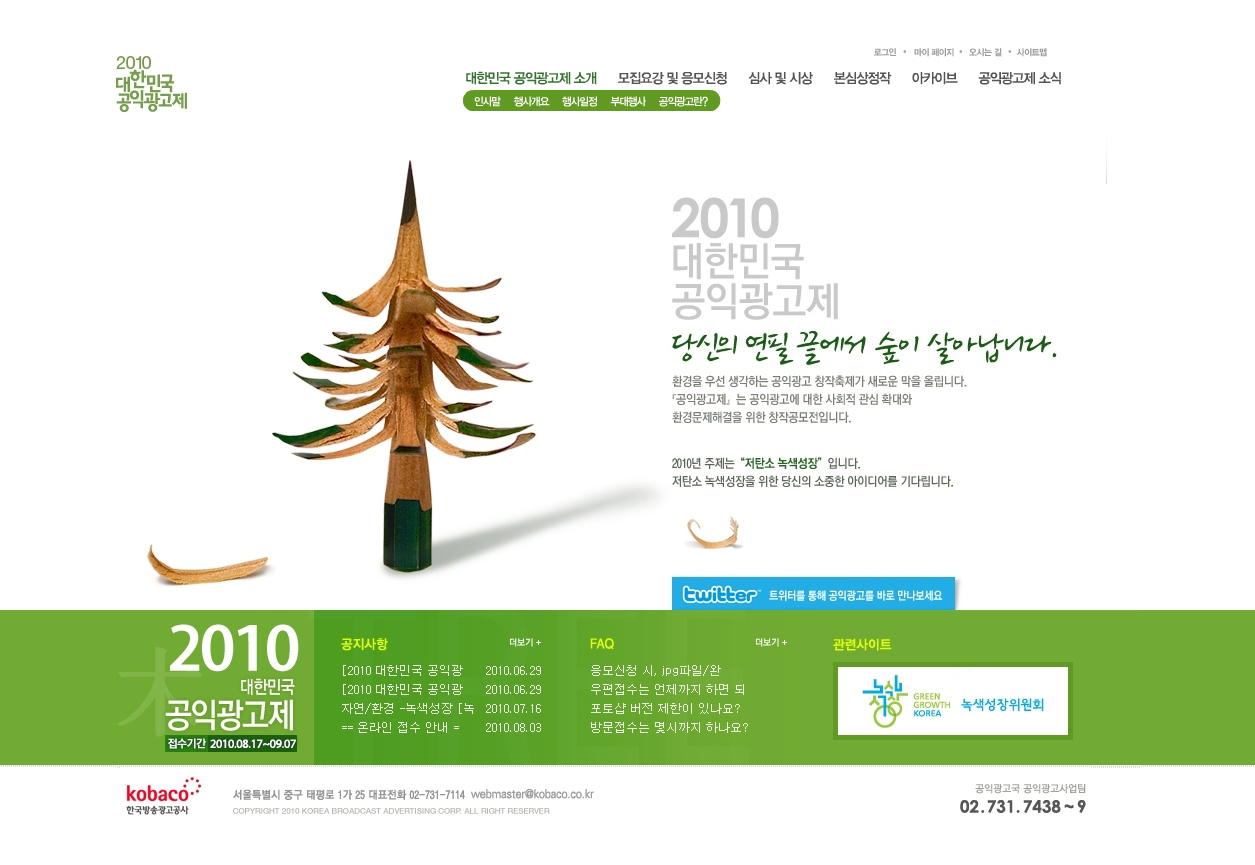 2010
대한민국
공익광고제
로그인 • 마이 페이지 • 오시는 길 • 사이트맵
대한민국 공익광고제 소개 모집요강 및 응모신청 심사 및 시상 본심상정작 아카이브 공익광고제 소식
인사말 행사개요 행사일정 부대행사 공익광고란?
2010
대한민국
공익광고제
당신의 연필 끝에서 숲이 살아납니다.
환경을 우선 생각하는 공익광고 창작축제가 새로운 막을 올립니다.
「공익광고제」는 공익광고에 대한 사회적 관심 확대와
환경문제해결을 위한 창작공모전입니다.
2010년 주제는 “저탄소 녹색성장” 입니다.
저탄소 녹색성장을 위한 당신의 소중한 아이디어를 기다립니다.
twitter™ 트위터를 통해 공익광고를 바로 만나보세요
木
2010
대한민국
공익광고제
접수기간 2010.08.17~09.07
공지사항 더보기 +
[2010 대한민국 공익광 2010.06.29
[2010 대한민국 공익광 2010.06.29
자연/환경 -녹색성장 [녹 2010.07.16
== 온라인 접수 안내 = 2010.08.03
FAQ 더보기 +
응모신청 시, jpg파일/완
우편접수는 언제까지 하면 되
포토샵 버전 제한이 있나요?
방문접수는 몇시까지 하나요?
관련사이트
녹색성장
GREEN
GROWTH
KOREA
녹색성장위원회
kobaco
한국방송광고공사
서울특별시 중구 태평로 1가 25 대표전화 02-731-7114 webmaster@kobaco.co.kr
COPYRIGHT 2010 KOREA BROADCAST ADVERTISING CORP. ALL RIGHT RESERVER
공익광고국 공익광고사업팀
02.731.7438 ~ 9